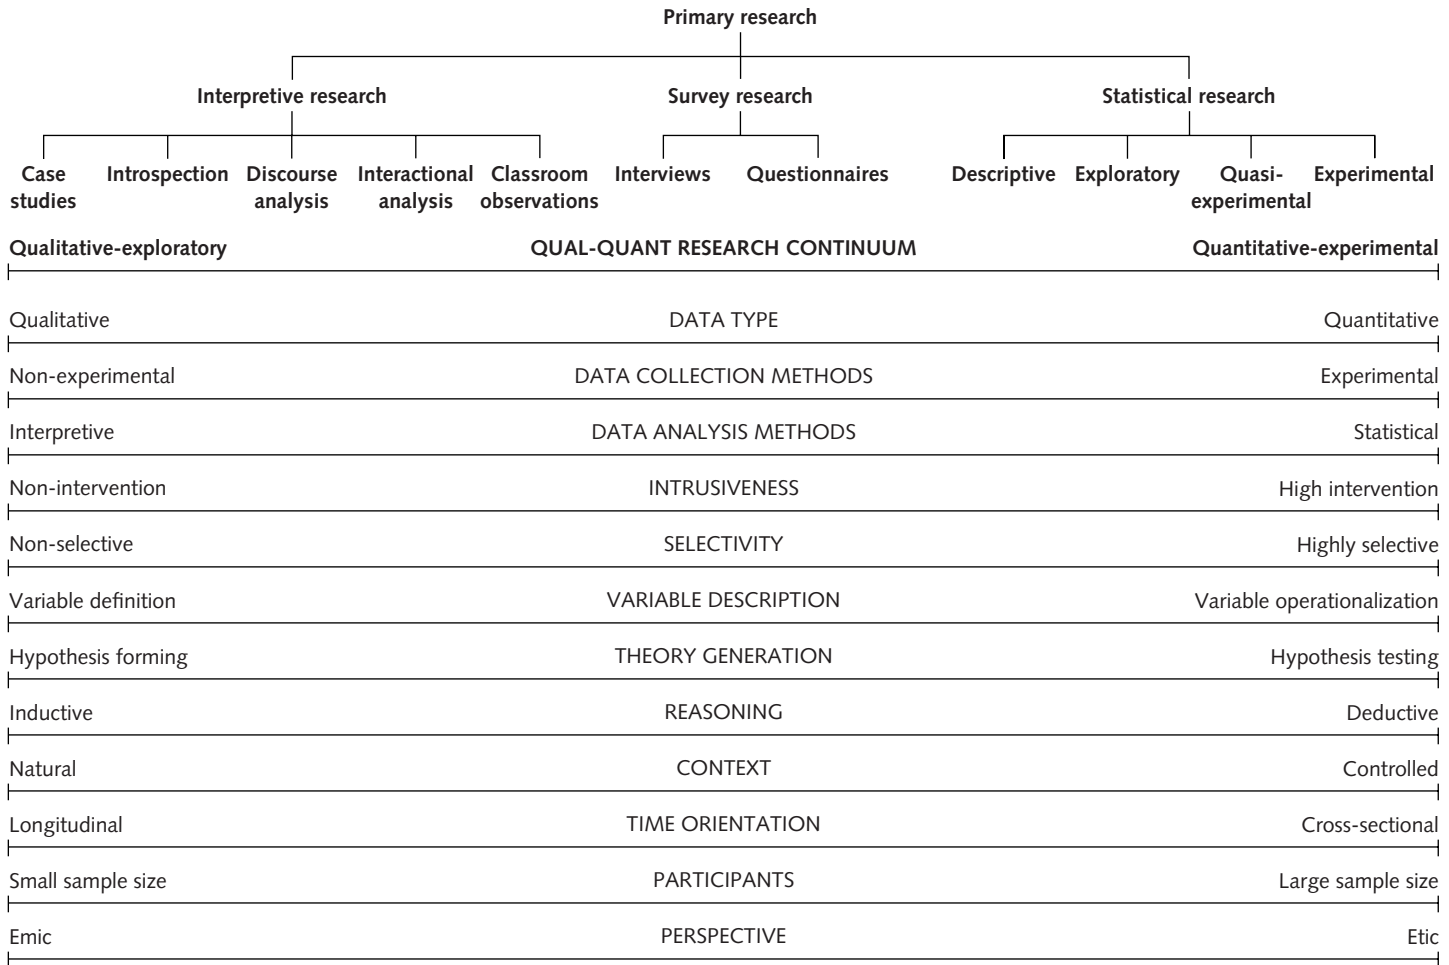 Primary research
Interpretive research Survey research Statistical research
Case Introspection Discourse Interactional Classroom Interviews Questionnaires Descriptive Exploratory Quasi- Experimental
studies analysis analysis observations experimental
Qualitative-exploratory QUAL-QUANT RESEARCH CONTINUUM Quantitative-experimental
Qualitative DATA TYPE Quantitative
Non-experimental DATA COLLECTION METHODS Experimental
Interpretive DATA ANALYSIS METHODS Statistical
Non-intervention INTRUSIVENESS High intervention
Non-selective SELECTIVITY Highly selective
Variable definition VARIABLE DESCRIPTION Variable operationalization
Hypothesis forming THEORY GENERATION Hypothesis testing
Inductive REASONING Deductive
Natural CONTEXT Controlled
Longitudinal TIME ORIENTATION Cross-sectional
Small sample size PARTICIPANTS Large sample size
Emic PERSPECTIVE Etic